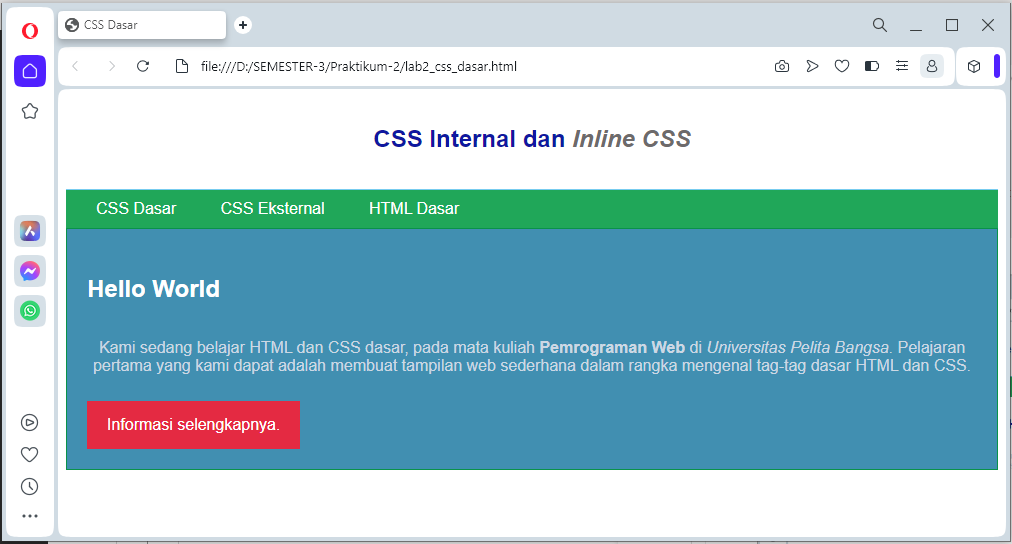 CSS Dasar
file:///D:/SEMESTER-3/Praktikum-2/lab2_css_dasar.html
CSS Internal dan Inline CSS
CSS Dasar CSS Eksternal HTML Dasar
Hello World
Kami sedang belajar HTML dan CSS dasar, pada mata kuliah Pemrograman Web di Universitas Pelita Bangsa. Pelajaran
pertama yang kami dapat adalah membuat tampilan web sederhana dalam rangka mengenal tag-tag dasar HTML dan CSS.
Informasi selengkapnya.